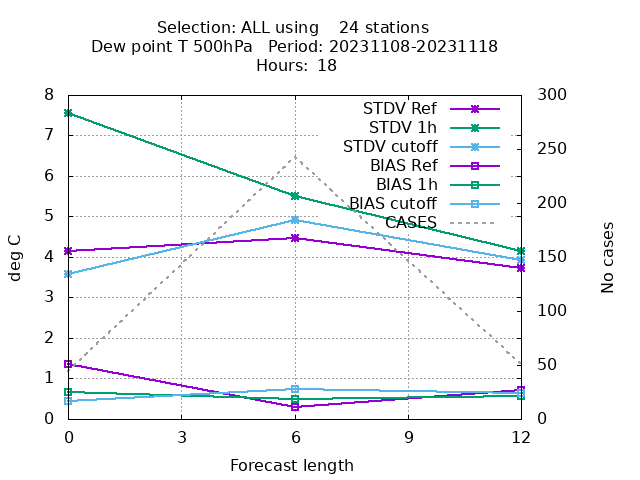 Selection: ALL using    24 stations
Dew point T 500hPa   Period: 20231108-20231118
Hours: 18
STDV Ref
STDV 1h
STDV cutoff
BIAS Ref
BIAS 1h
BIAS cutoff
CASES
deg C
8
7
6
5
4
3
2
1
0
300
250
200
150
100
50
0
No cases
0 3 6 9 12
Forecast length